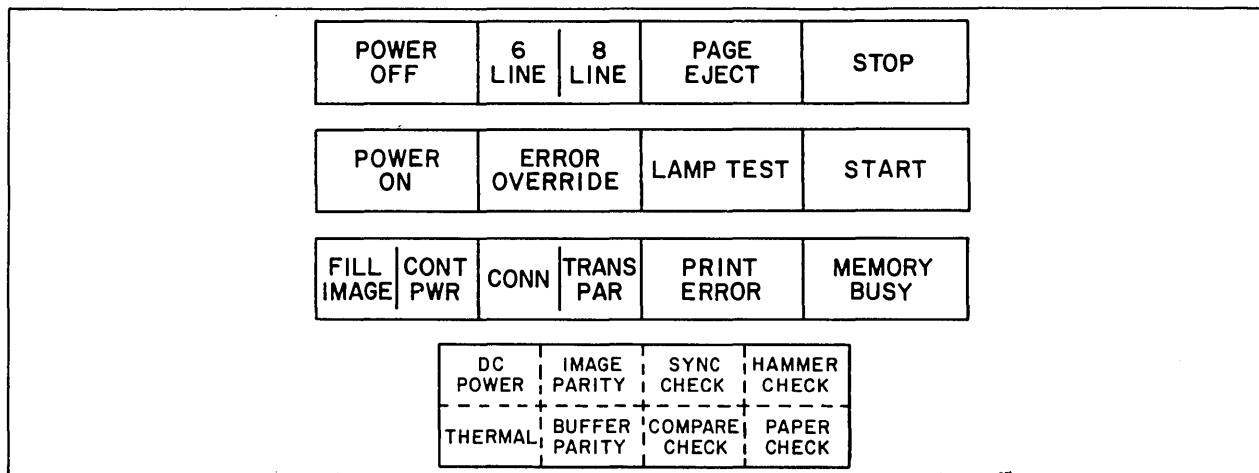 POWER OFF
6 LINE
8 LINE
PAGE EJECT
STOP
POWER ON
ERROR OVERRIDE
LAMP TEST
START
FILL IMAGE
CONT PWR
CONN
TRANS PAR
PRINT ERROR
MEMORY BUSY
DC POWER
IMAGE PARITY
SYNC CHECK
HAMMER CHECK
THERMAL
BUFFER PARITY
COMPARE CHECK
PAPER CHECK